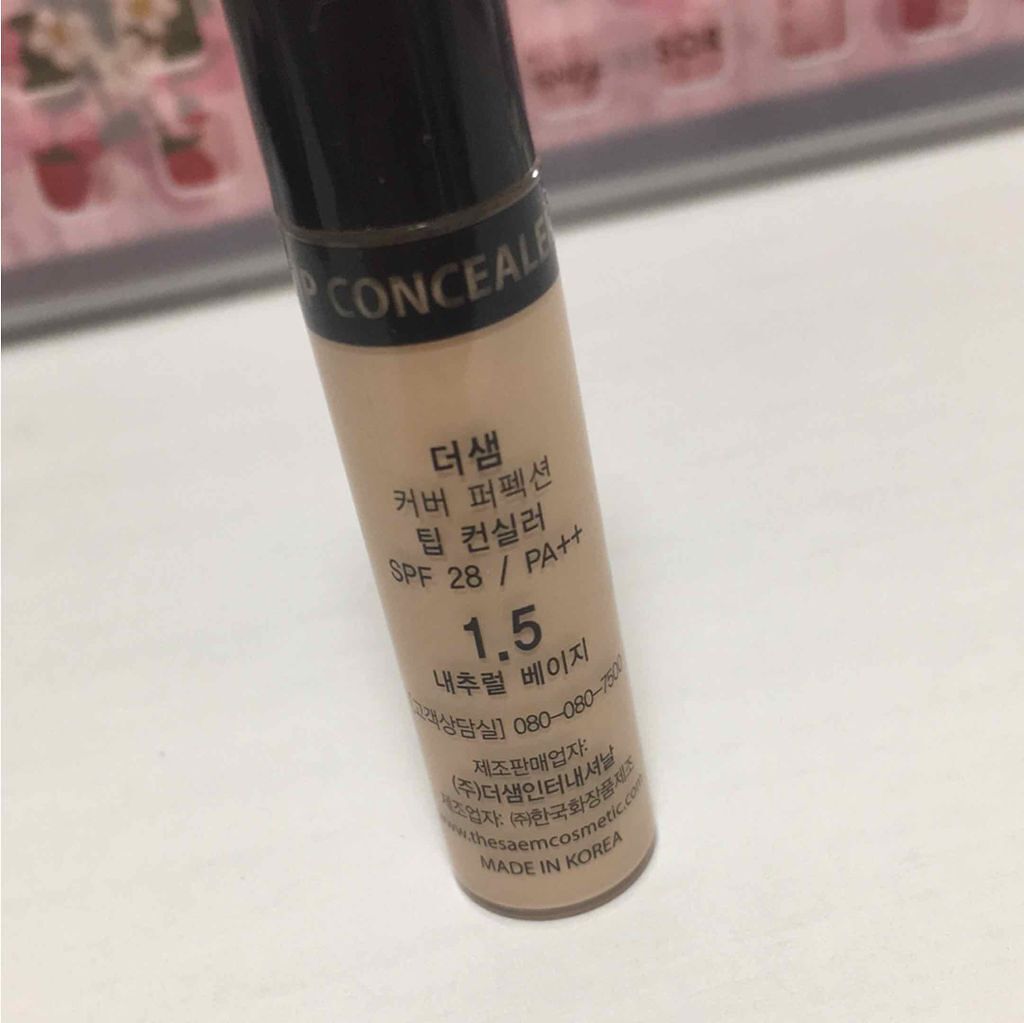 P CONCEALE
더샘
커버 퍼펙션
팁 컨실러
SPF 28 / PA++
1.5
내추럴 베이지
[고객상담실] 080-080-7500
제조판매업자:
(주)더샘인터내셔날
제조업자: (주)한국화장품제조
www.thesaemcosmetic.com
MADE IN KOREA